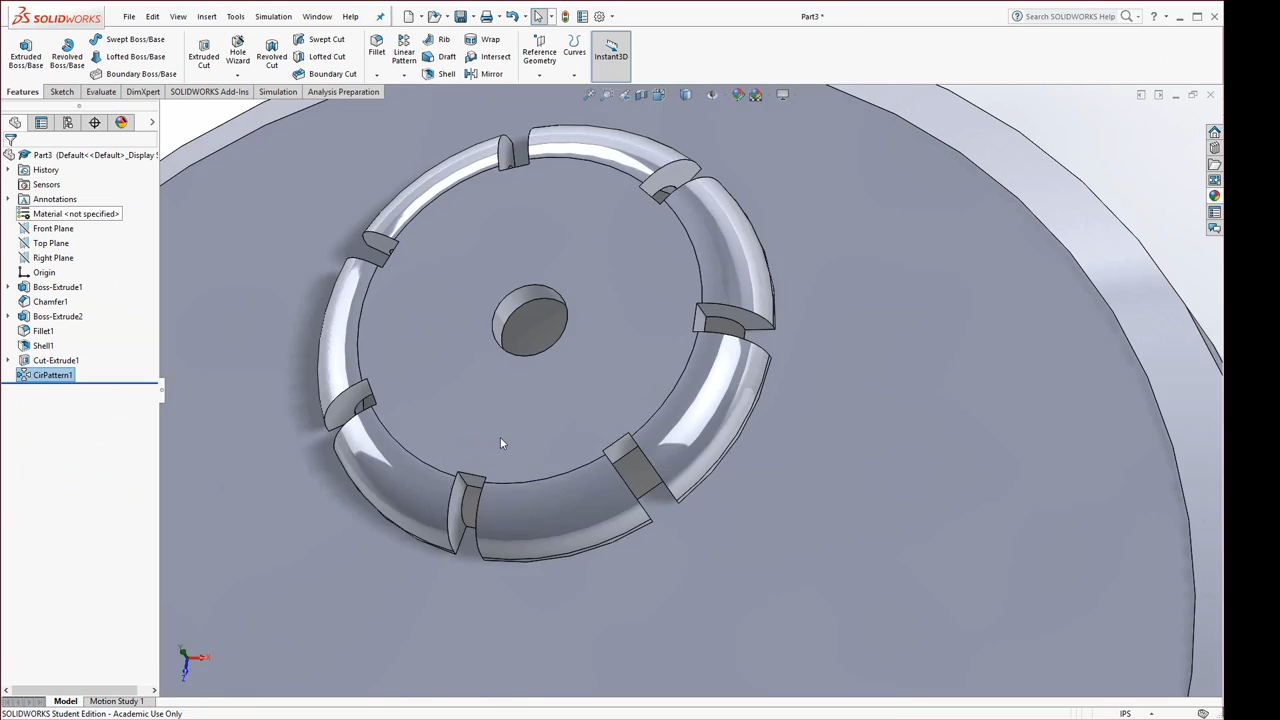 SOLIDWORKS File Edit View Insert Tools Simulation Window Help Part3 * Search SOLIDWORKS Help ?
Extruded Boss/Base
Revolved Boss/Base
Swept Boss/Base
Lofted Boss/Base
Boundary Boss/Base
Extruded Cut
Hole Wizard
Revolved Cut
Swept Cut
Lofted Cut
Boundary Cut
Fillet
Linear Pattern
Rib
Draft
Shell
Wrap
Intersect
Mirror
Reference Geometry
Curves
Instant3D
Features Sketch Evaluate DimXpert SOLIDWORKS Add-Ins Simulation Analysis Preparation
Part3 (Default<<Default>_Display S
History
Sensors
Annotations
Material <not specified>
Front Plane
Top Plane
Right Plane
Origin
Boss-Extrude1
Chamfer1
Boss-Extrude2
Fillet1
Shell1
Cut-Extrude1
CirPattern1
Y
X
Z
Model Motion Study 1
SOLIDWORKS Student Edition - Academic Use Only IPS